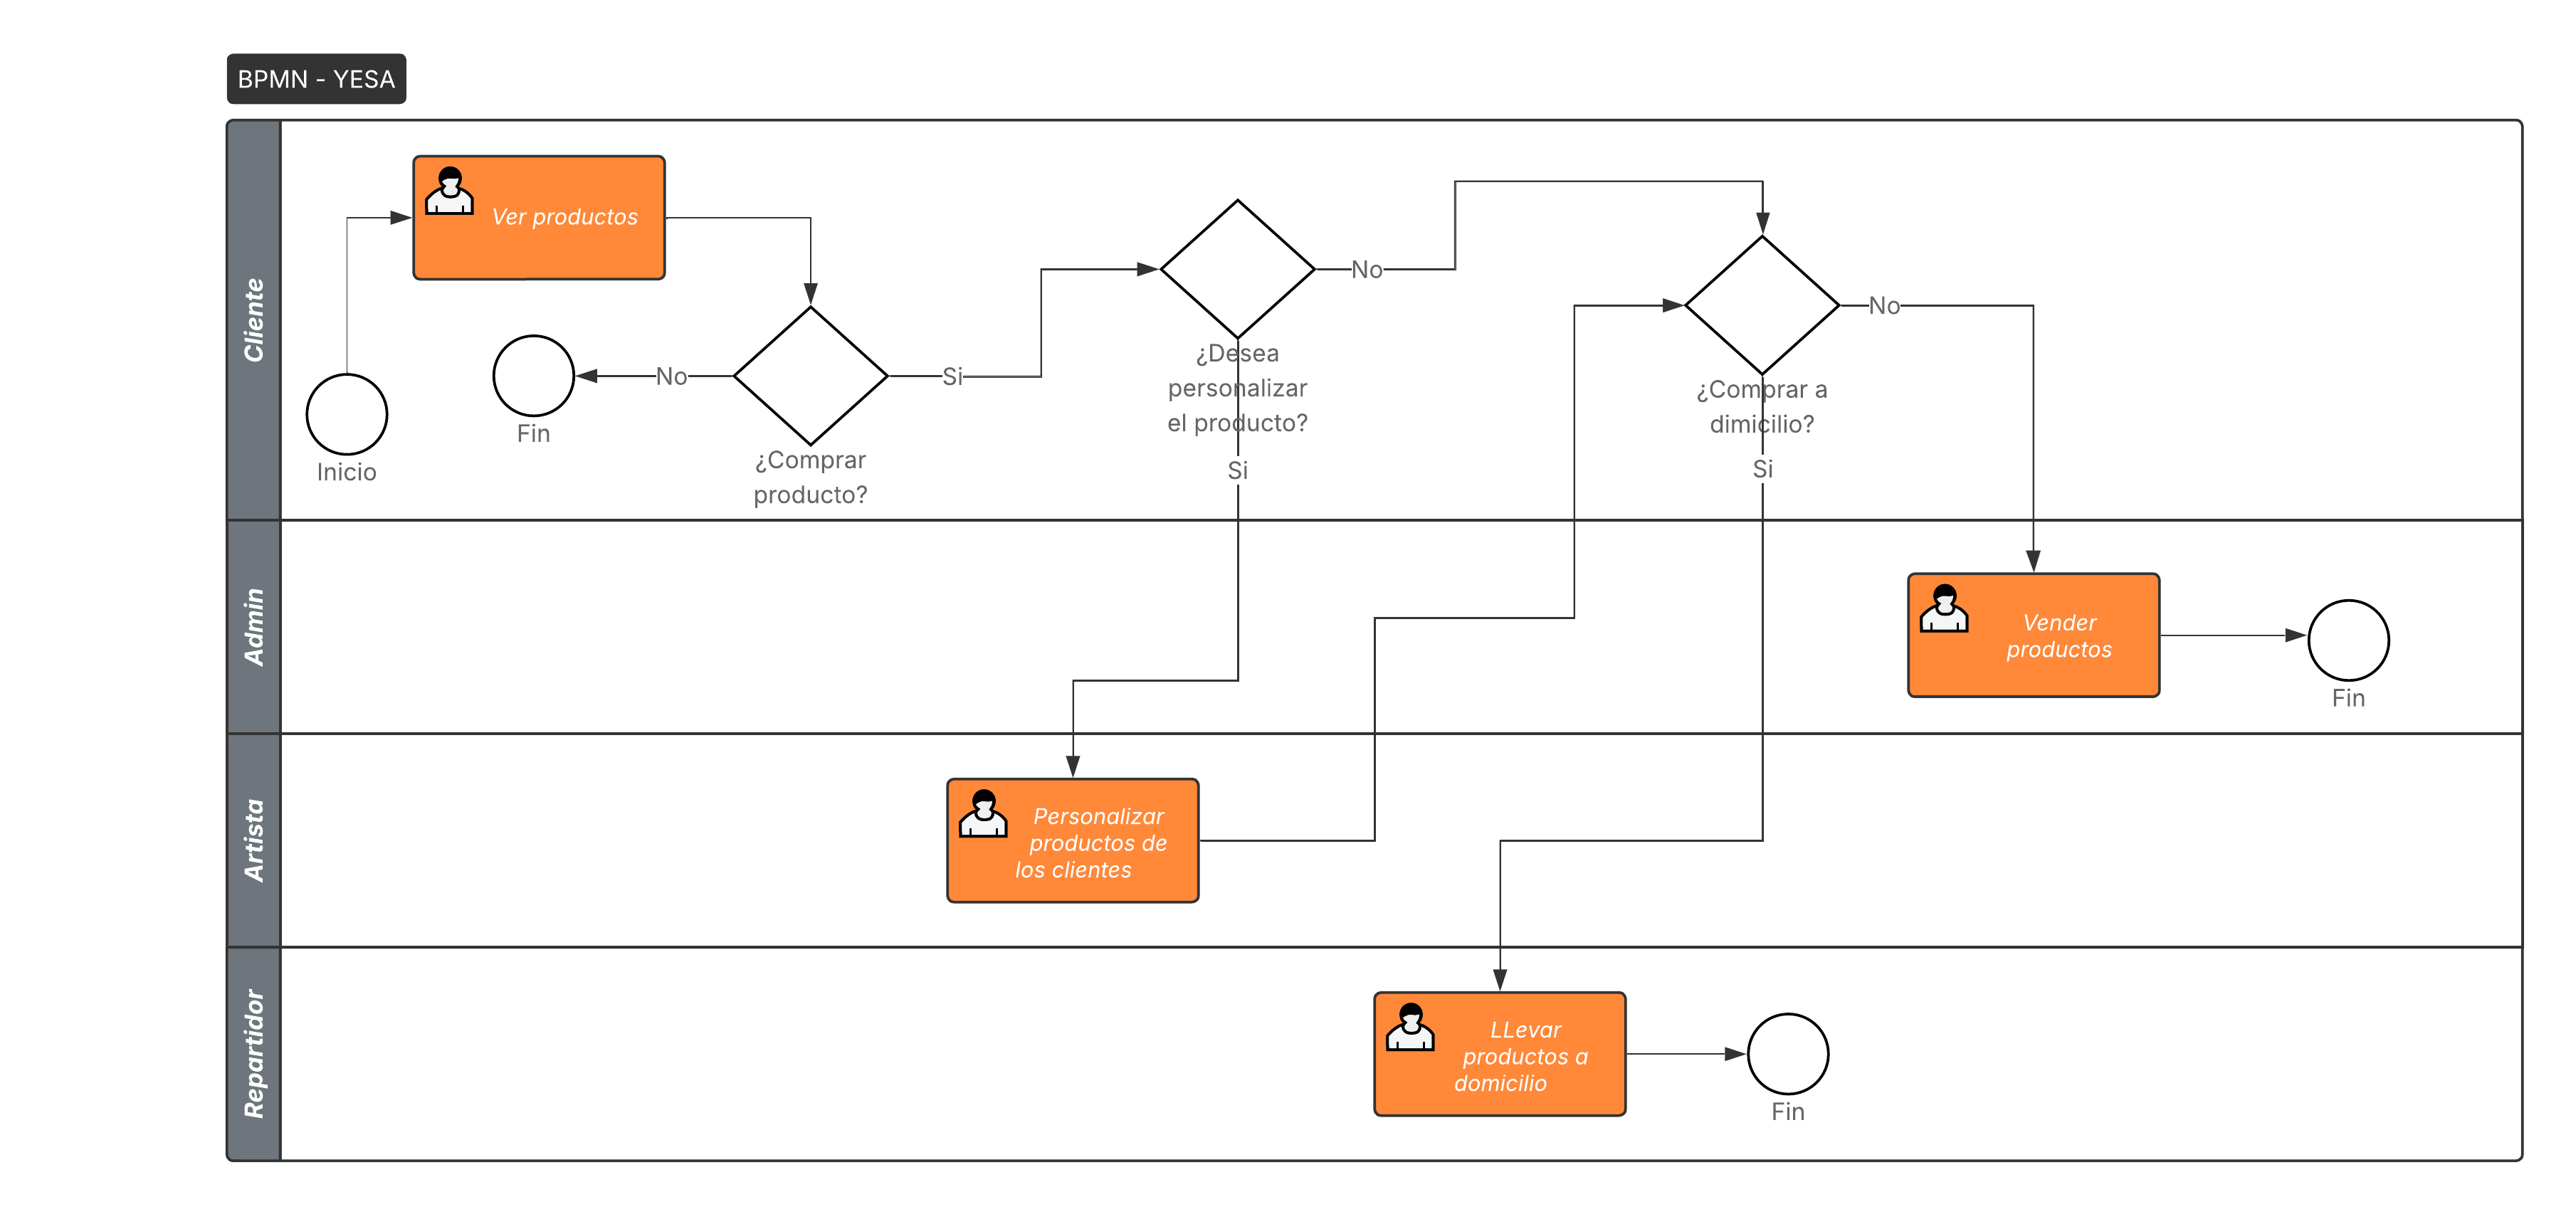 BPMN - YESA
Cliente
Ver productos
Inicio
Fin
No
¿Comprar
producto?
Si
¿Desea
personalizar
el producto?
No
Si
¿Comprar a
dimicilio?
No
Si
Admin
Vender
productos
Fin
Artista
Personalizar
productos de
los clientes
Repartidor
LLevar
productos a
domicilio
Fin